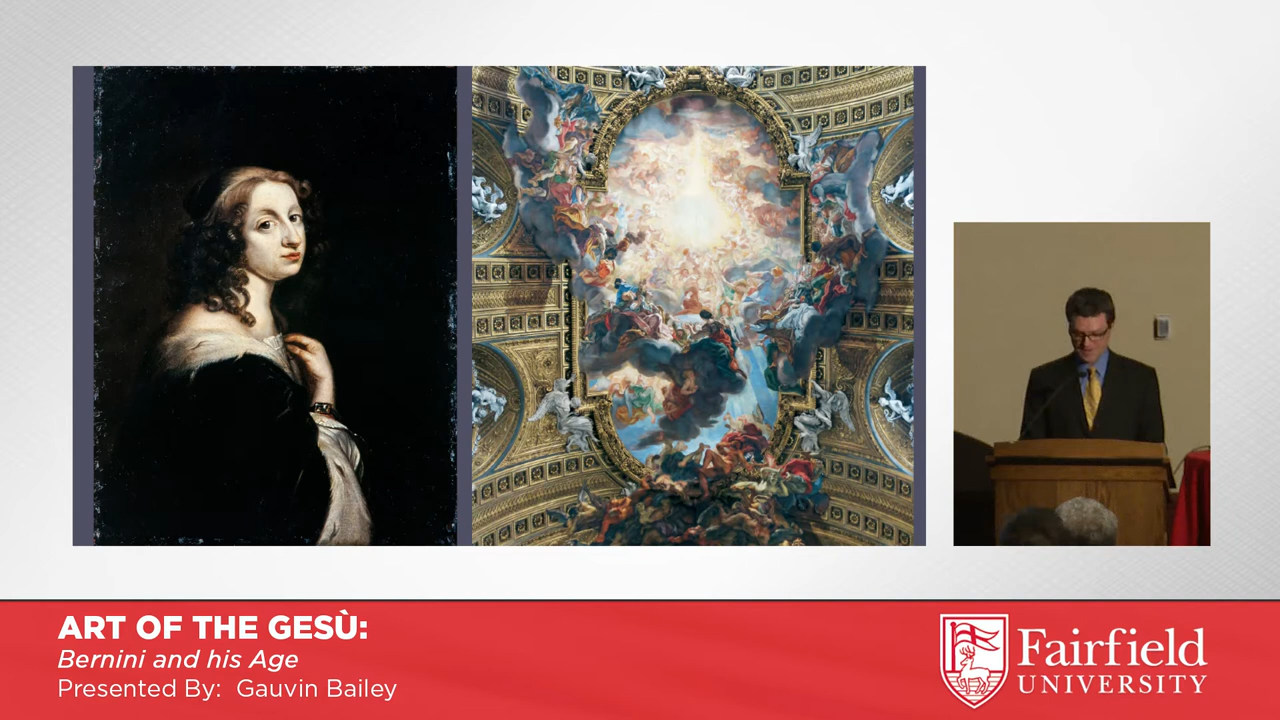 ART OF THE GESÙ:
Bernini and his Age
Presented By: Gauvin Bailey
Fairfield
UNIVERSITY